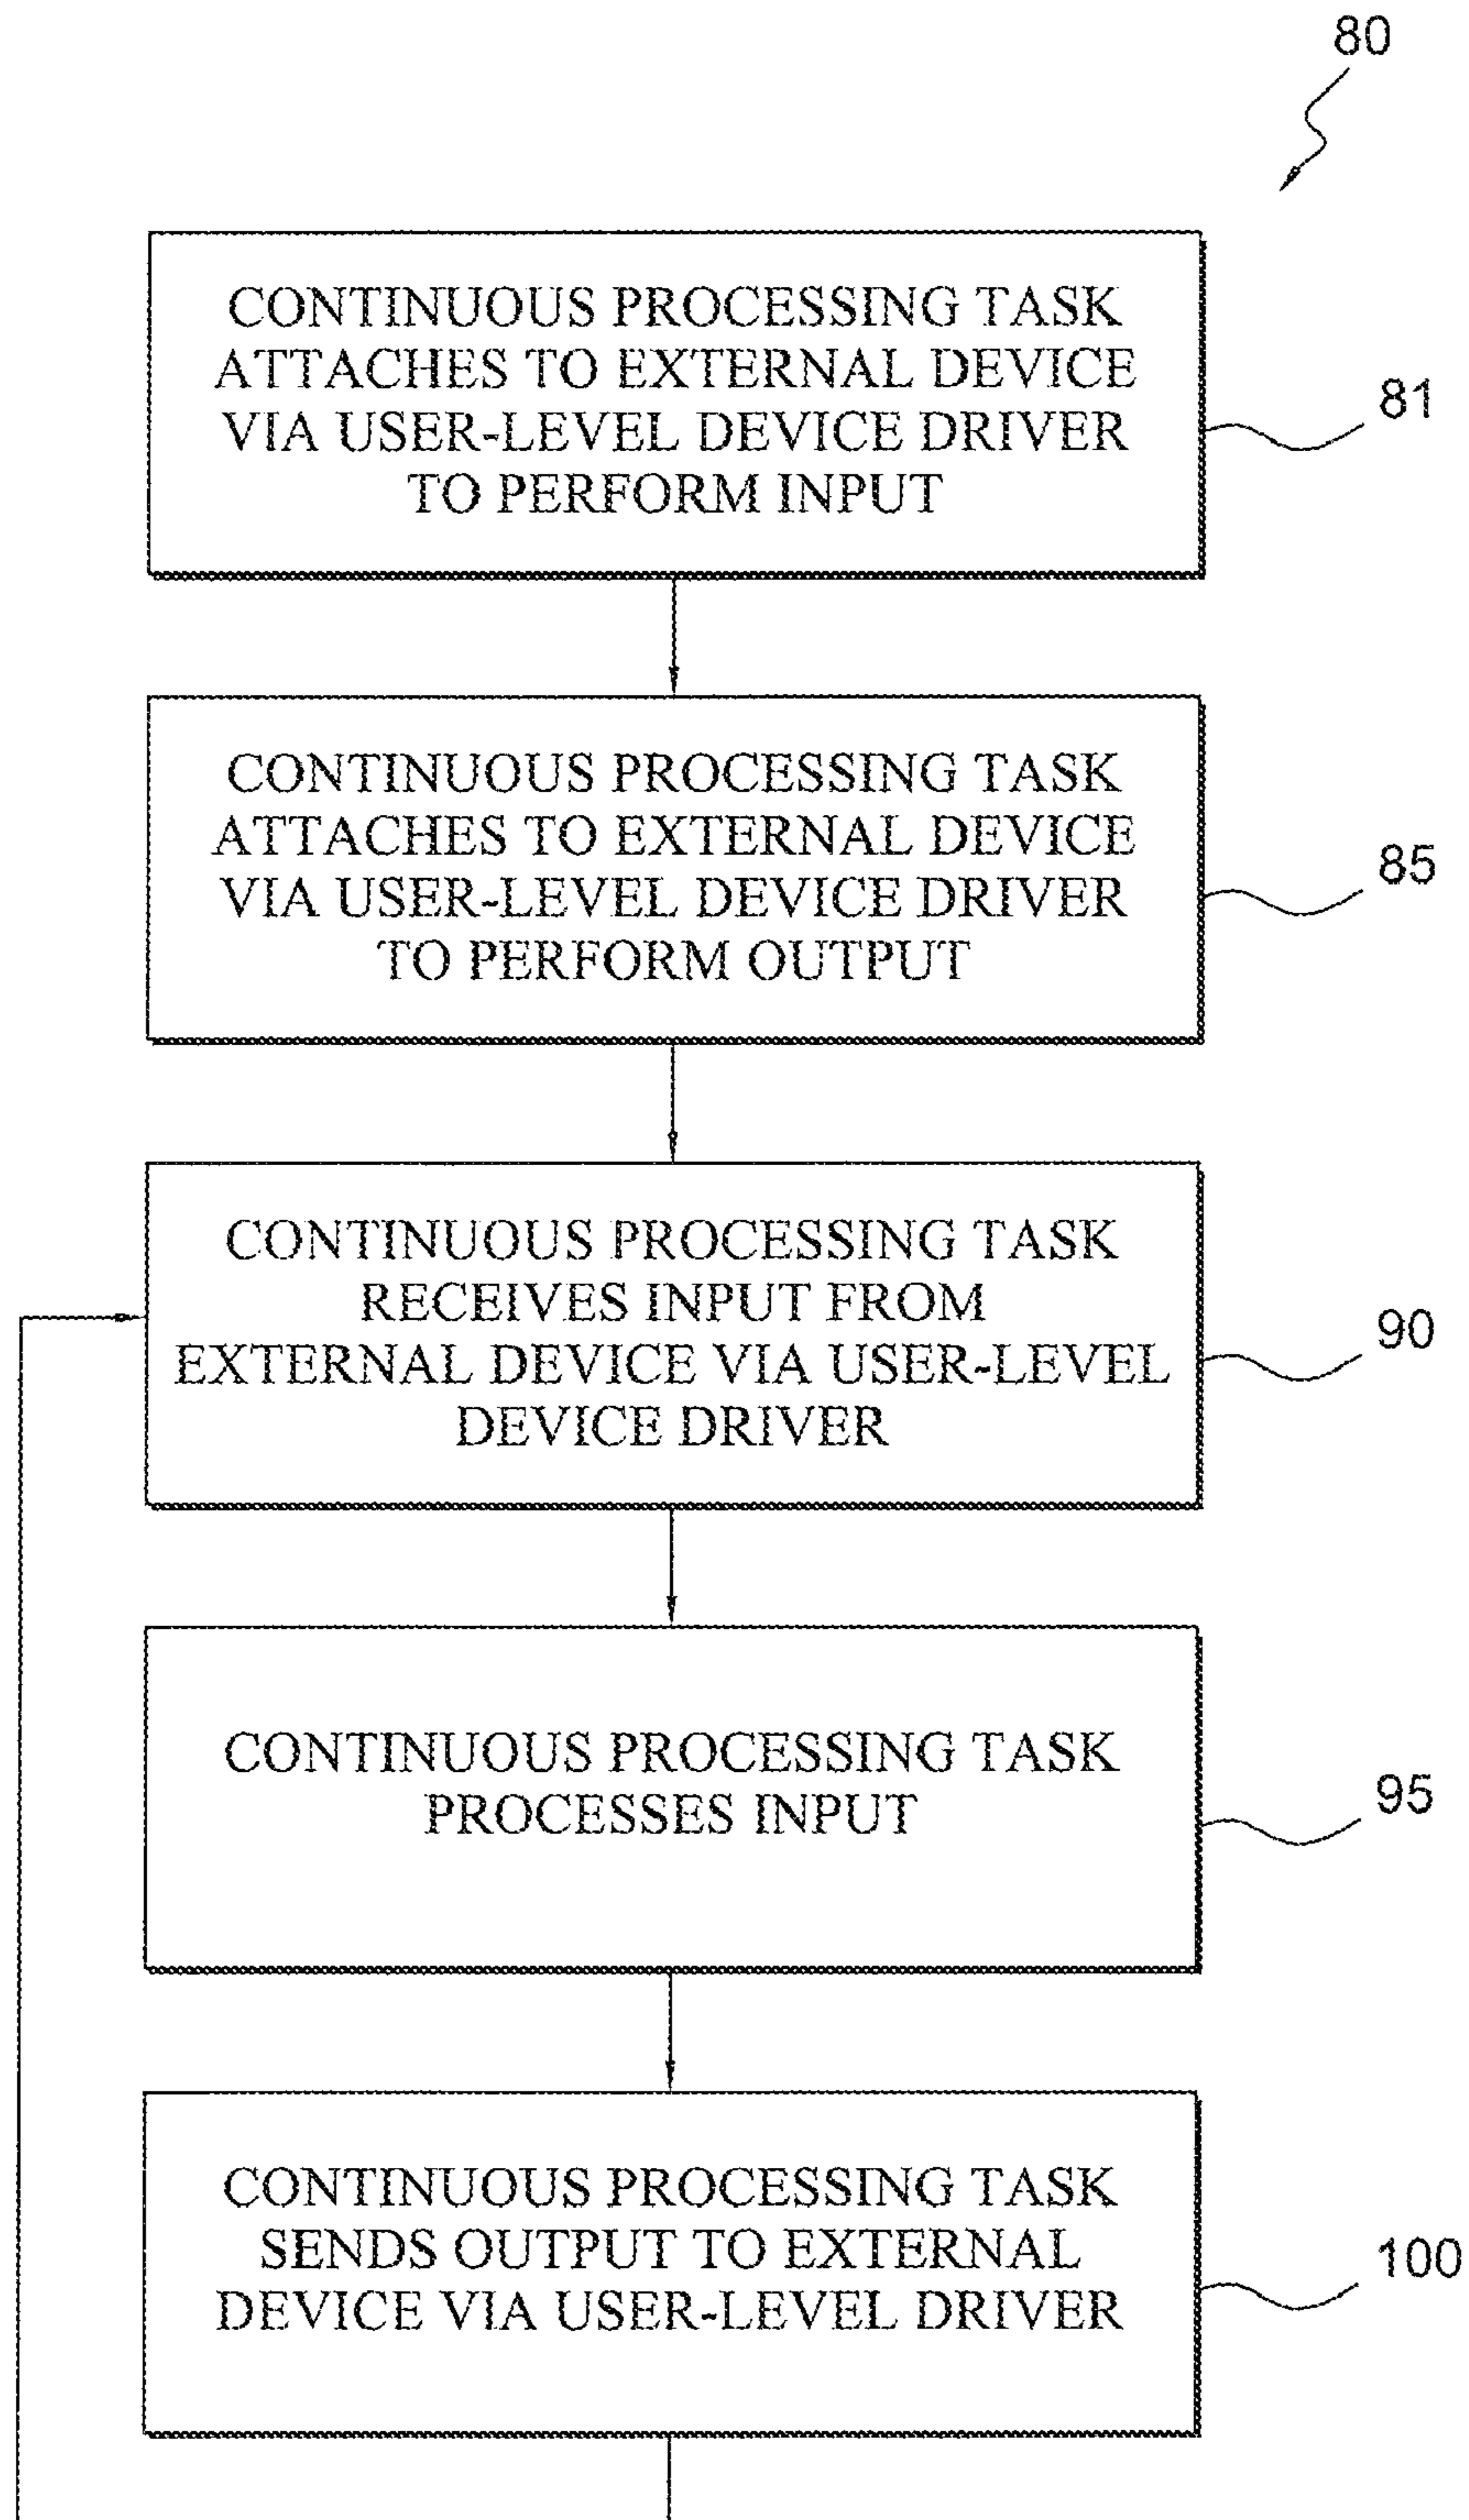 80
CONTINUOUS PROCESSING TASK
ATTACHES TO EXTERNAL DEVICE
VIA USER-LEVEL DEVICE DRIVER
TO PERFORM INPUT
81
CONTINUOUS PROCESSING TASK
ATTACHES TO EXTERNAL DEVICE
VIA USER-LEVEL DEVICE DRIVER
TO PERFORM OUTPUT
85
CONTINUOUS PROCESSING TASK
RECEIVES INPUT FROM
EXTERNAL DEVICE VIA USER-LEVEL
DEVICE DRIVER
90
CONTINUOUS PROCESSING TASK
PROCESSES INPUT
95
CONTINUOUS PROCESSING TASK
SENDS OUTPUT TO EXTERNAL
DEVICE VIA USER-LEVEL DRIVER
100